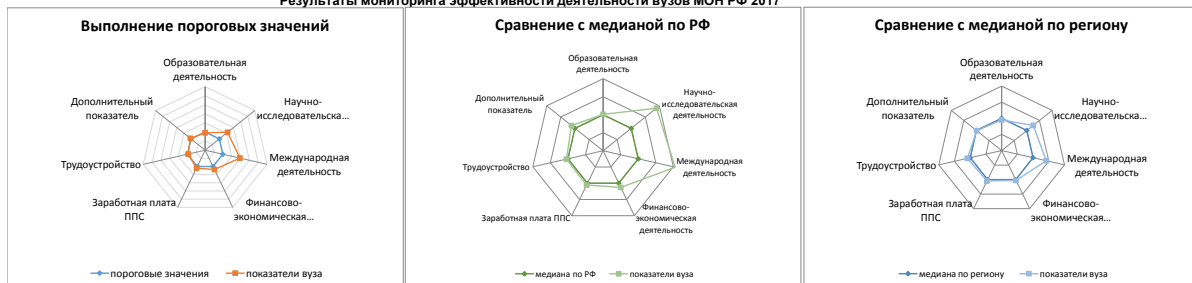 Результаты мониторинга эффективности деятельности вузов МОН РФ 2017
Выполнение пороговых значений
Образовательная
деятельность
Научно-
исследовательска...
Международная
деятельность
Финансово-
экономическая...
Заработная плата
ППС
Трудоустройство
Дополнительный
показатель
пороговые значения
показатели вуза
Сравнение с медианой по РФ
Образовательная
деятельность
Научно-
исследовательская
деятельность
Международная
деятельность
Финансово-
экономическая
деятельность
Заработная плата ППС
Трудоустройство
Дополнительный
показатель
медиана по РФ
показатели вуза
Сравнение с медианой по региону
Образовательная
деятельность
Научно-
исследовательская...
Международная
деятельность
Финансово-
экономическая...
Заработная плата
ППС
Трудоустройство
Дополнительный
показатель
медиана по региону
показатели вуза